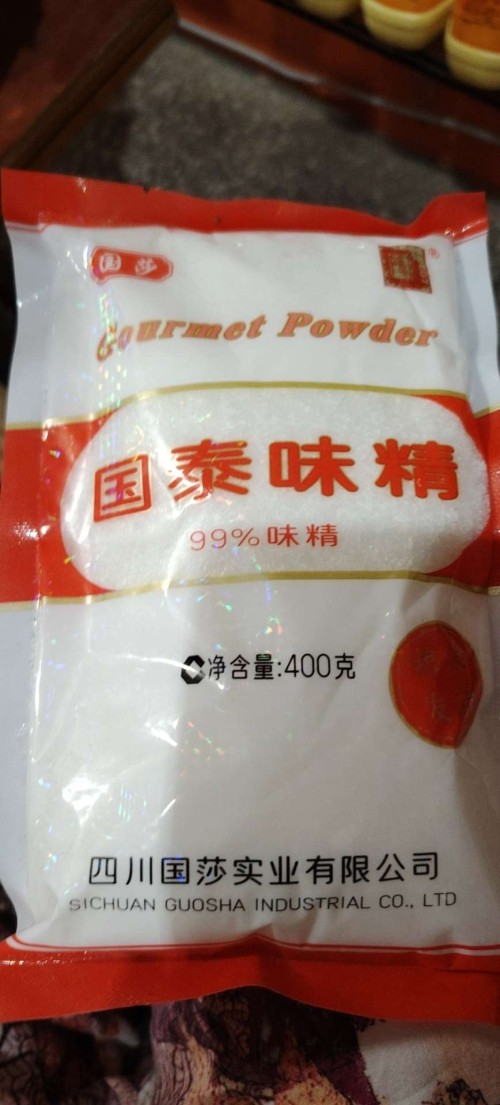 国莎
®
Gourmet Powder
国泰味精
99%味精
净含量:400克
四川国莎实业有限公司
SICHUAN GUOSHA INDUSTRIAL CO., LTD